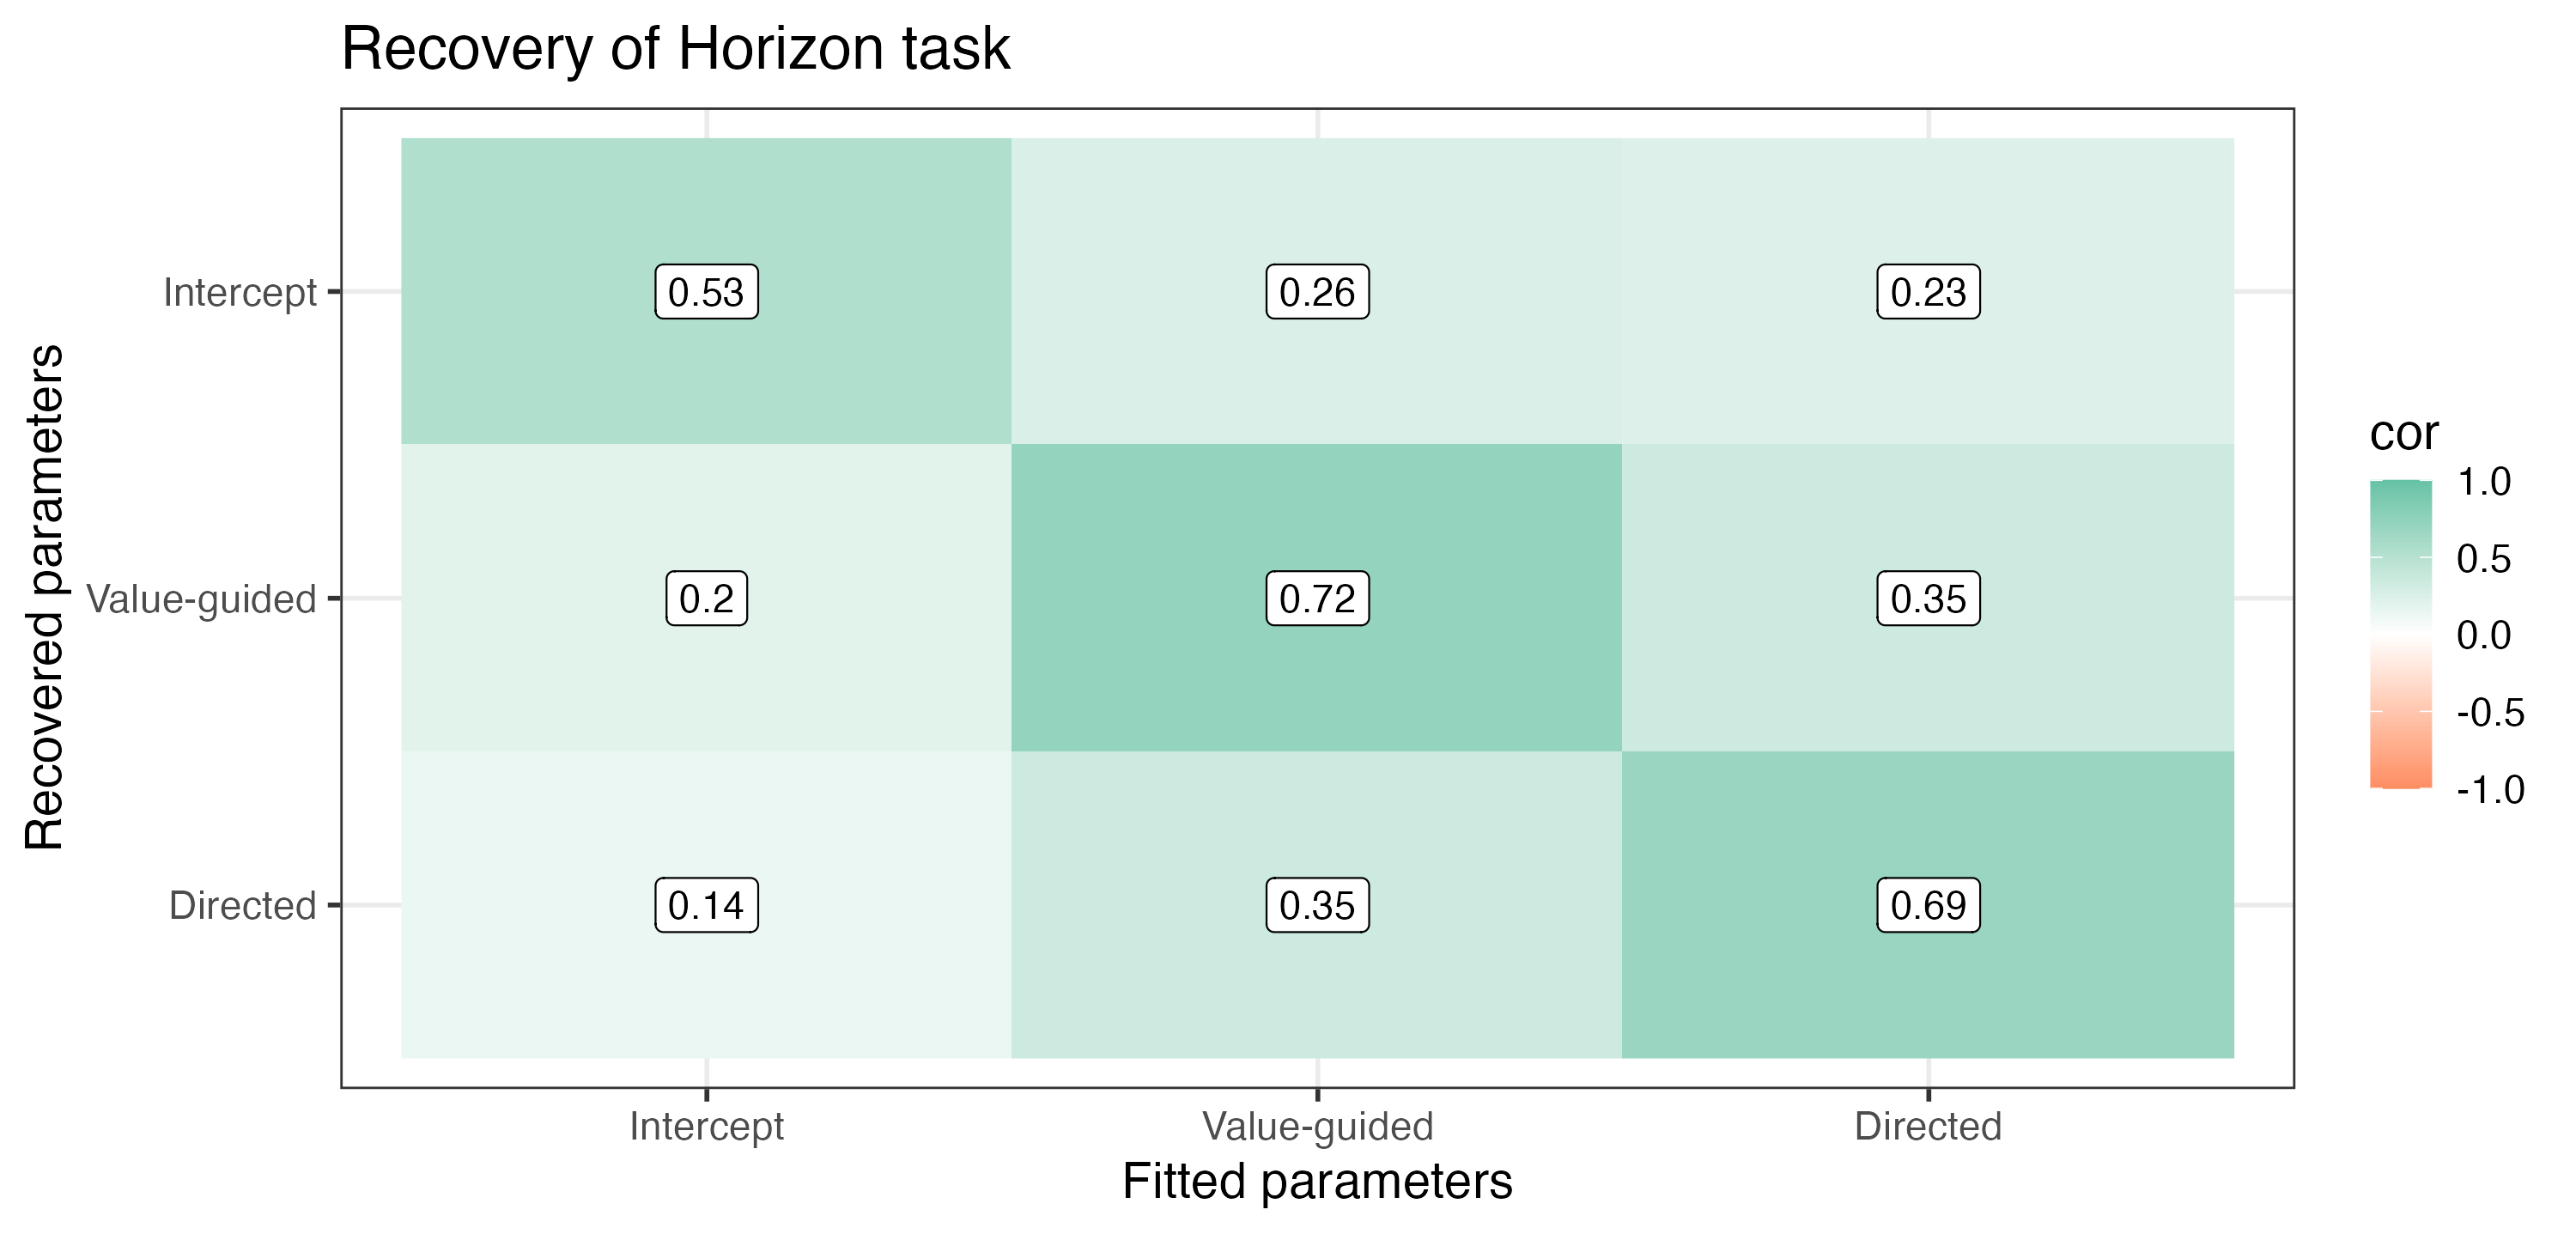 Recovery of Horizon task
Recovered parameters
Intercept
0.53
0.26
0.23
Value-guided
0.2
0.72
0.35
Directed
0.14
0.35
0.69
Intercept
Value-guided
Directed
Fitted parameters
cor
1.0
0.5
0.0
-0.5
-1.0